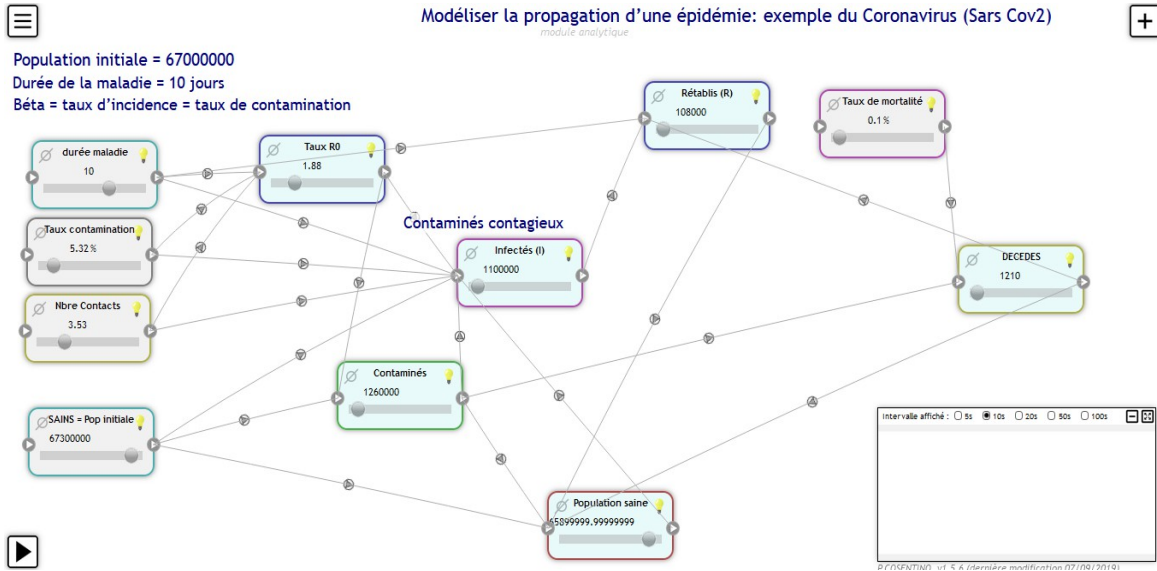 Modéliser la propagation d’une épidémie: exemple du Coronavirus (Sars Cov2)
module analytique
Population initiale = 67000000
Durée de la maladie = 10 jours
Béta = taux d’incidence = taux de contamination
durée maladie
10
Taux R0
1.88
Rétablis (R)
108000
Taux de mortalité
0.1 %
Taux contamination
5.32 %
Contaminés contagieux
Infectés (I)
1100000
DECEDES
1210
Nbre Contacts
3.53
Contaminés
1260000
SAINS = Pop initiale
67300000
Intervalle affiché : 5s 10s 20s 50s 100s
Population saine
65899999.99999999
P.COSENTINO v1.5.6 (dernière modification 07/09/2019)